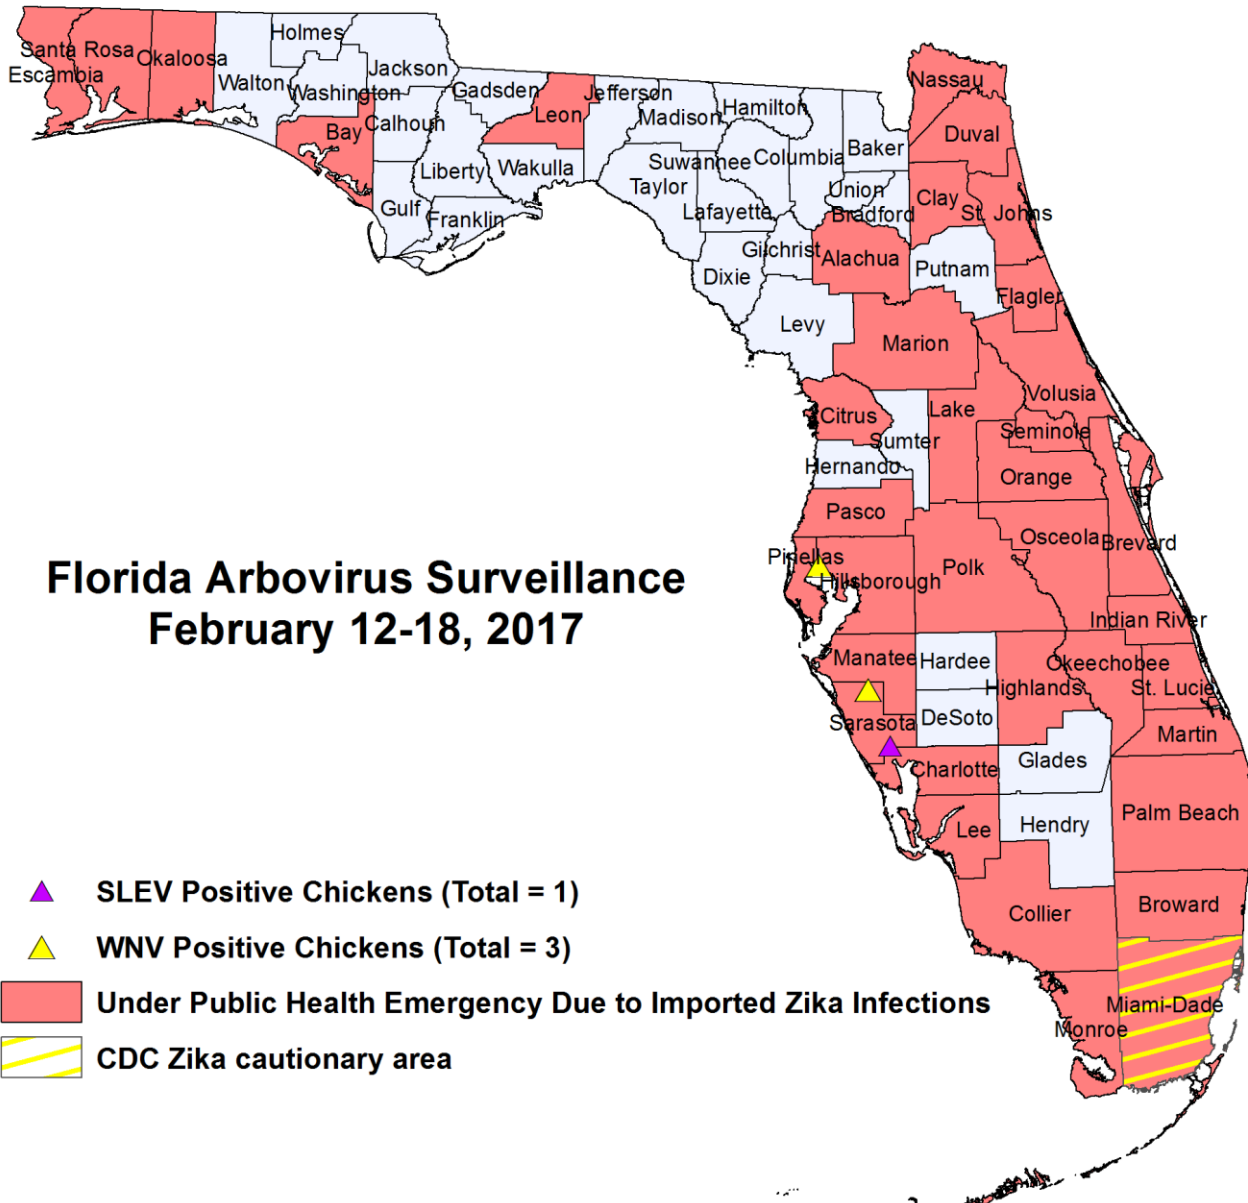 Holmes
Santa Rosa
Okaloosa
Escambia
Walton
Jackson
Washington
Gadsden
Jefferson
Leon
Madison
Hamilton
Nassau
Bay
Calhoun
Duval
Baker
Suwannee
Columbia
Liberty
Wakulla
Taylor
Union
Clay
Gulf
Franklin
Lafayette
Bradford
St. Johns
Gilchrist
Alachua
Dixie
Putnam
Flagler
Levy
Marion
Volusia
Citrus
Lake
Sumter
Seminole
Hernando
Orange
Pasco
Osceola
Brevard
Pinellas
Hillsborough
Polk
Florida Arbovirus Surveillance
February 12-18, 2017
Indian River
Manatee
Hardee
Okeechobee
Highlands
St. Lucie
Sarasota
DeSoto
Martin
Glades
Charlotte
Palm Beach
Lee
Hendry
Collier
Broward
Miami-Dade
Monroe
SLEV Positive Chickens (Total = 1)
WNV Positive Chickens (Total = 3)
Under Public Health Emergency Due to Imported Zika Infections
CDC Zika cautionary area